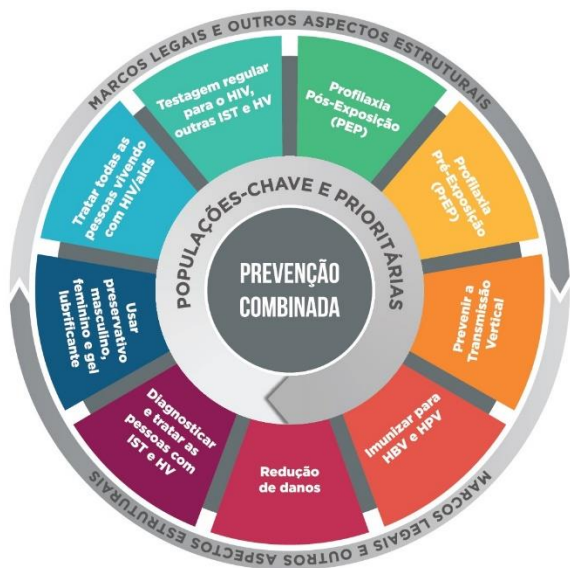 MARCOS LEGAIS E OUTROS ASPECTOS ESTRUTURAIS
Testagem regular
para o HIV,
outras IST e HV
Profilaxia
Pós-Exposição
(PEP)
Profilaxia
Pré-Exposição
(PrEP)
Prevenir a
Transmissão
Vertical
Imunizar para
HBV e HPV
Redução
de danos
Diagnosticar
e tratar as
pessoas com
IST e HV
Usar
preservativo
masculino,
feminino e gel
lubrificante
Tratar todas as
pessoas vivendo
com HIV/aids
POPULAÇÕES-CHAVE E PRIORITÁRIAS
PREVENÇÃO
COMBINADA
MARCOS LEGAIS E OUTROS ASPECTOS ESTRUTURAIS